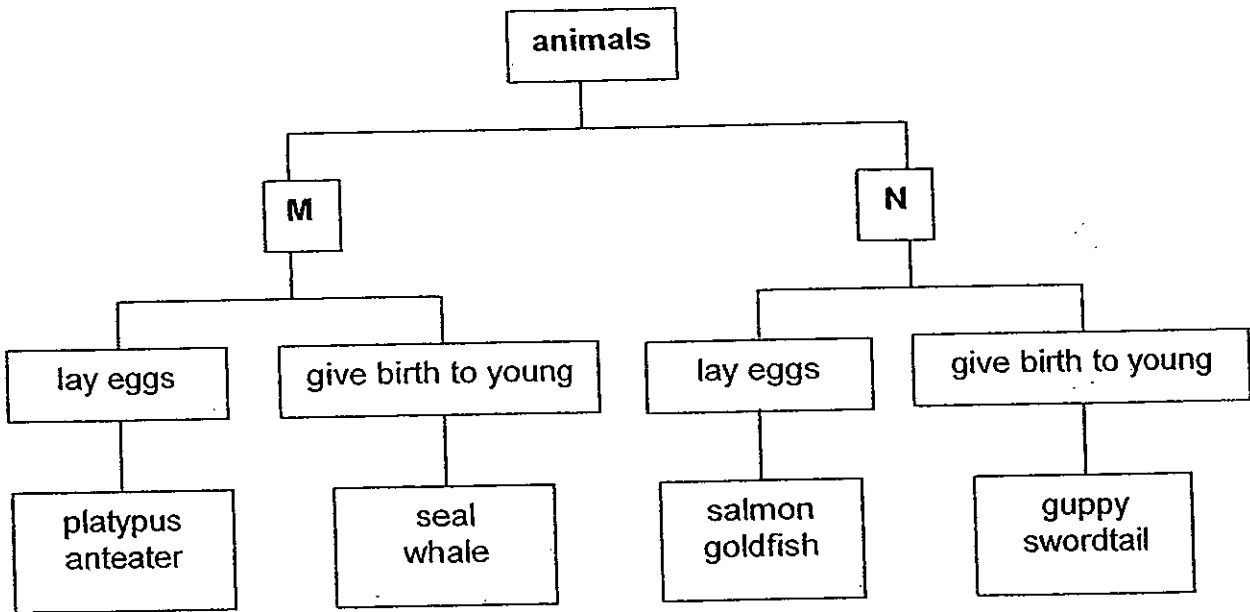 animals
M
N
lay eggs
give birth to young
lay eggs
give birth to young
platypus
anteater
seal
whale
salmon
goldfish
guppy
swordtail